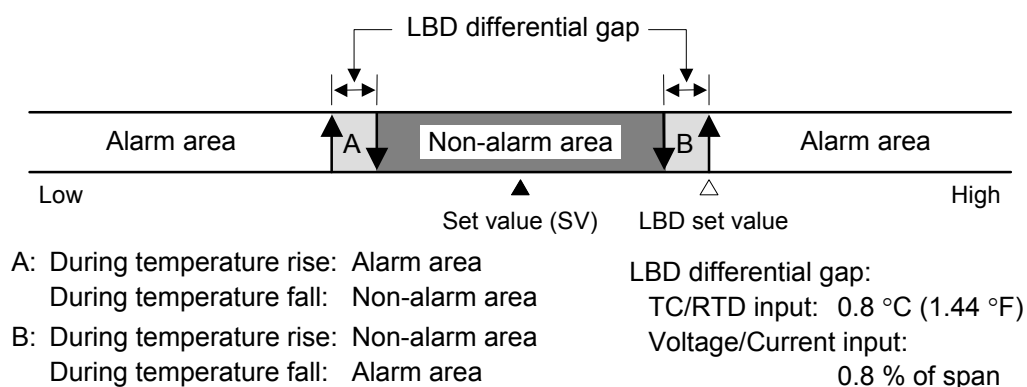 LBD differential gap
Alarm area
A
Non-alarm area
B
Alarm area
Low
High
Set value (SV)
LBD set value
A: During temperature rise: Alarm area
During temperature fall: Non-alarm area
B: During temperature rise: Non-alarm area
During temperature fall: Alarm area
LBD differential gap:
TC/RTD input: 0.8 °C (1.44 °F)
Voltage/Current input:
0.8 % of span